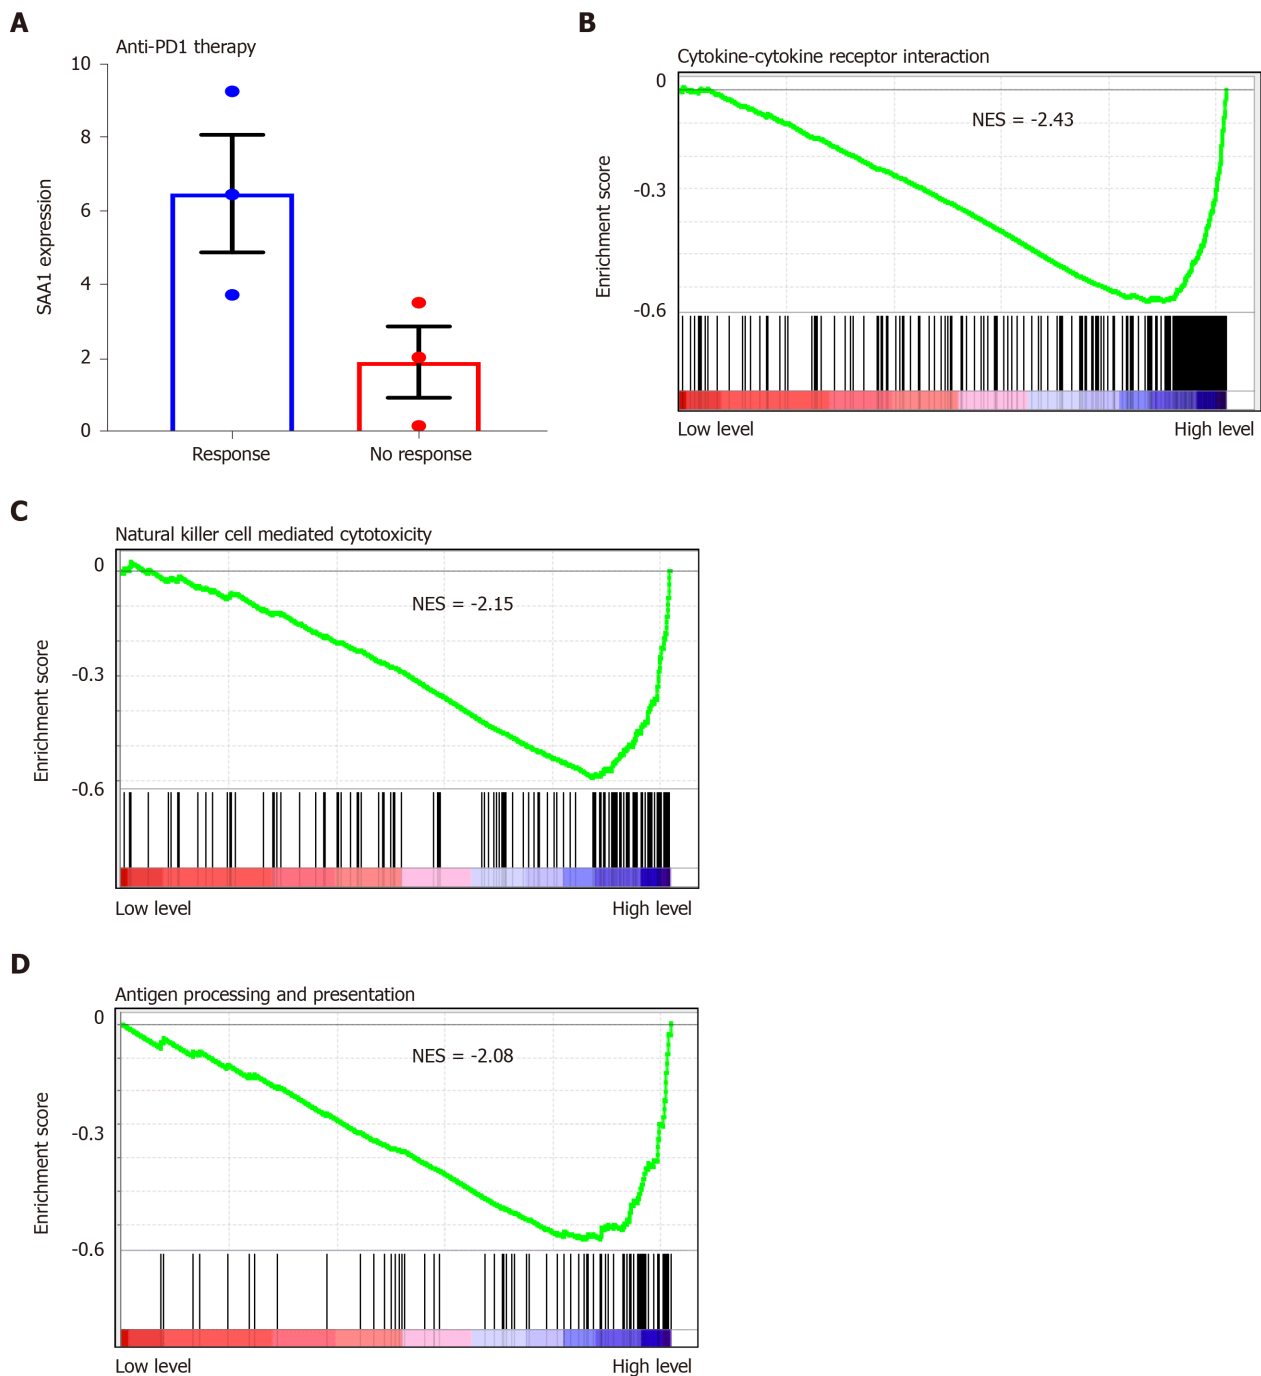 A
Anti-PD1 therapy
SAA1 expression
10
8
6
4
2
0
Response
No response
B
Cytokine-cytokine receptor interaction
Enrichment score
0
-0.3
-0.6
NES = -2.43
Low level
High level
C
Natural killer cell mediated cytotoxicity
Enrichment score
0
-0.3
-0.6
NES = -2.15
Low level
High level
D
Antigen processing and presentation
Enrichment score
0
-0.3
-0.6
NES = -2.08
Low level
High level